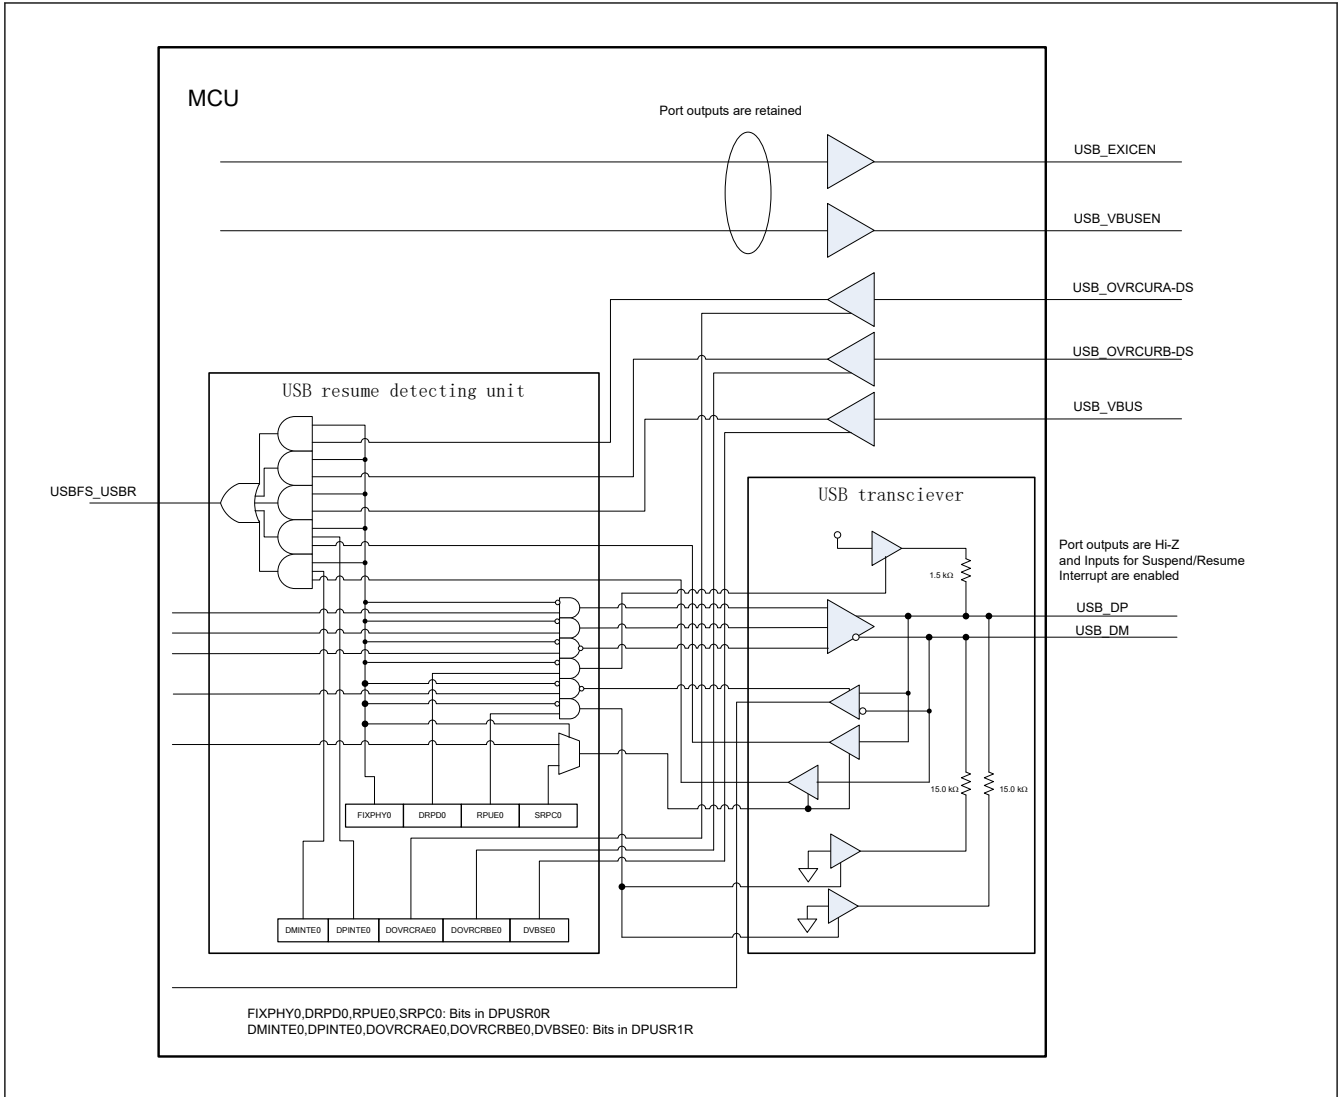 MCU
Port outputs are retained
USB_EXICEN
USB_VBUSEN
USB_OVRCURA-DS
USB_OVRCURB-DS
USB_VBUS
USB resume detecting unit
USBFS_USBR
USB transciever
1.5 kΩ
Port outputs are Hi-Z
and Inputs for Suspend/Resume
Interrupt are enabled
USB_DP
USB_DM
15.0 kΩ
15.0 kΩ
FIXPHY0
DRPD0
RPUE0
SRPC0
DMINTE0
DPINTE0
DOVRCRAE0
DOVRCRBE0
DVBSE0
FIXPHY0,DRPD0,RPUE0,SRPC0: Bits in DPUSR0R
DMINTE0,DPINTE0,DOVRCRAE0,DOVRCRBE0,DVBSE0: Bits in DPUSR1R